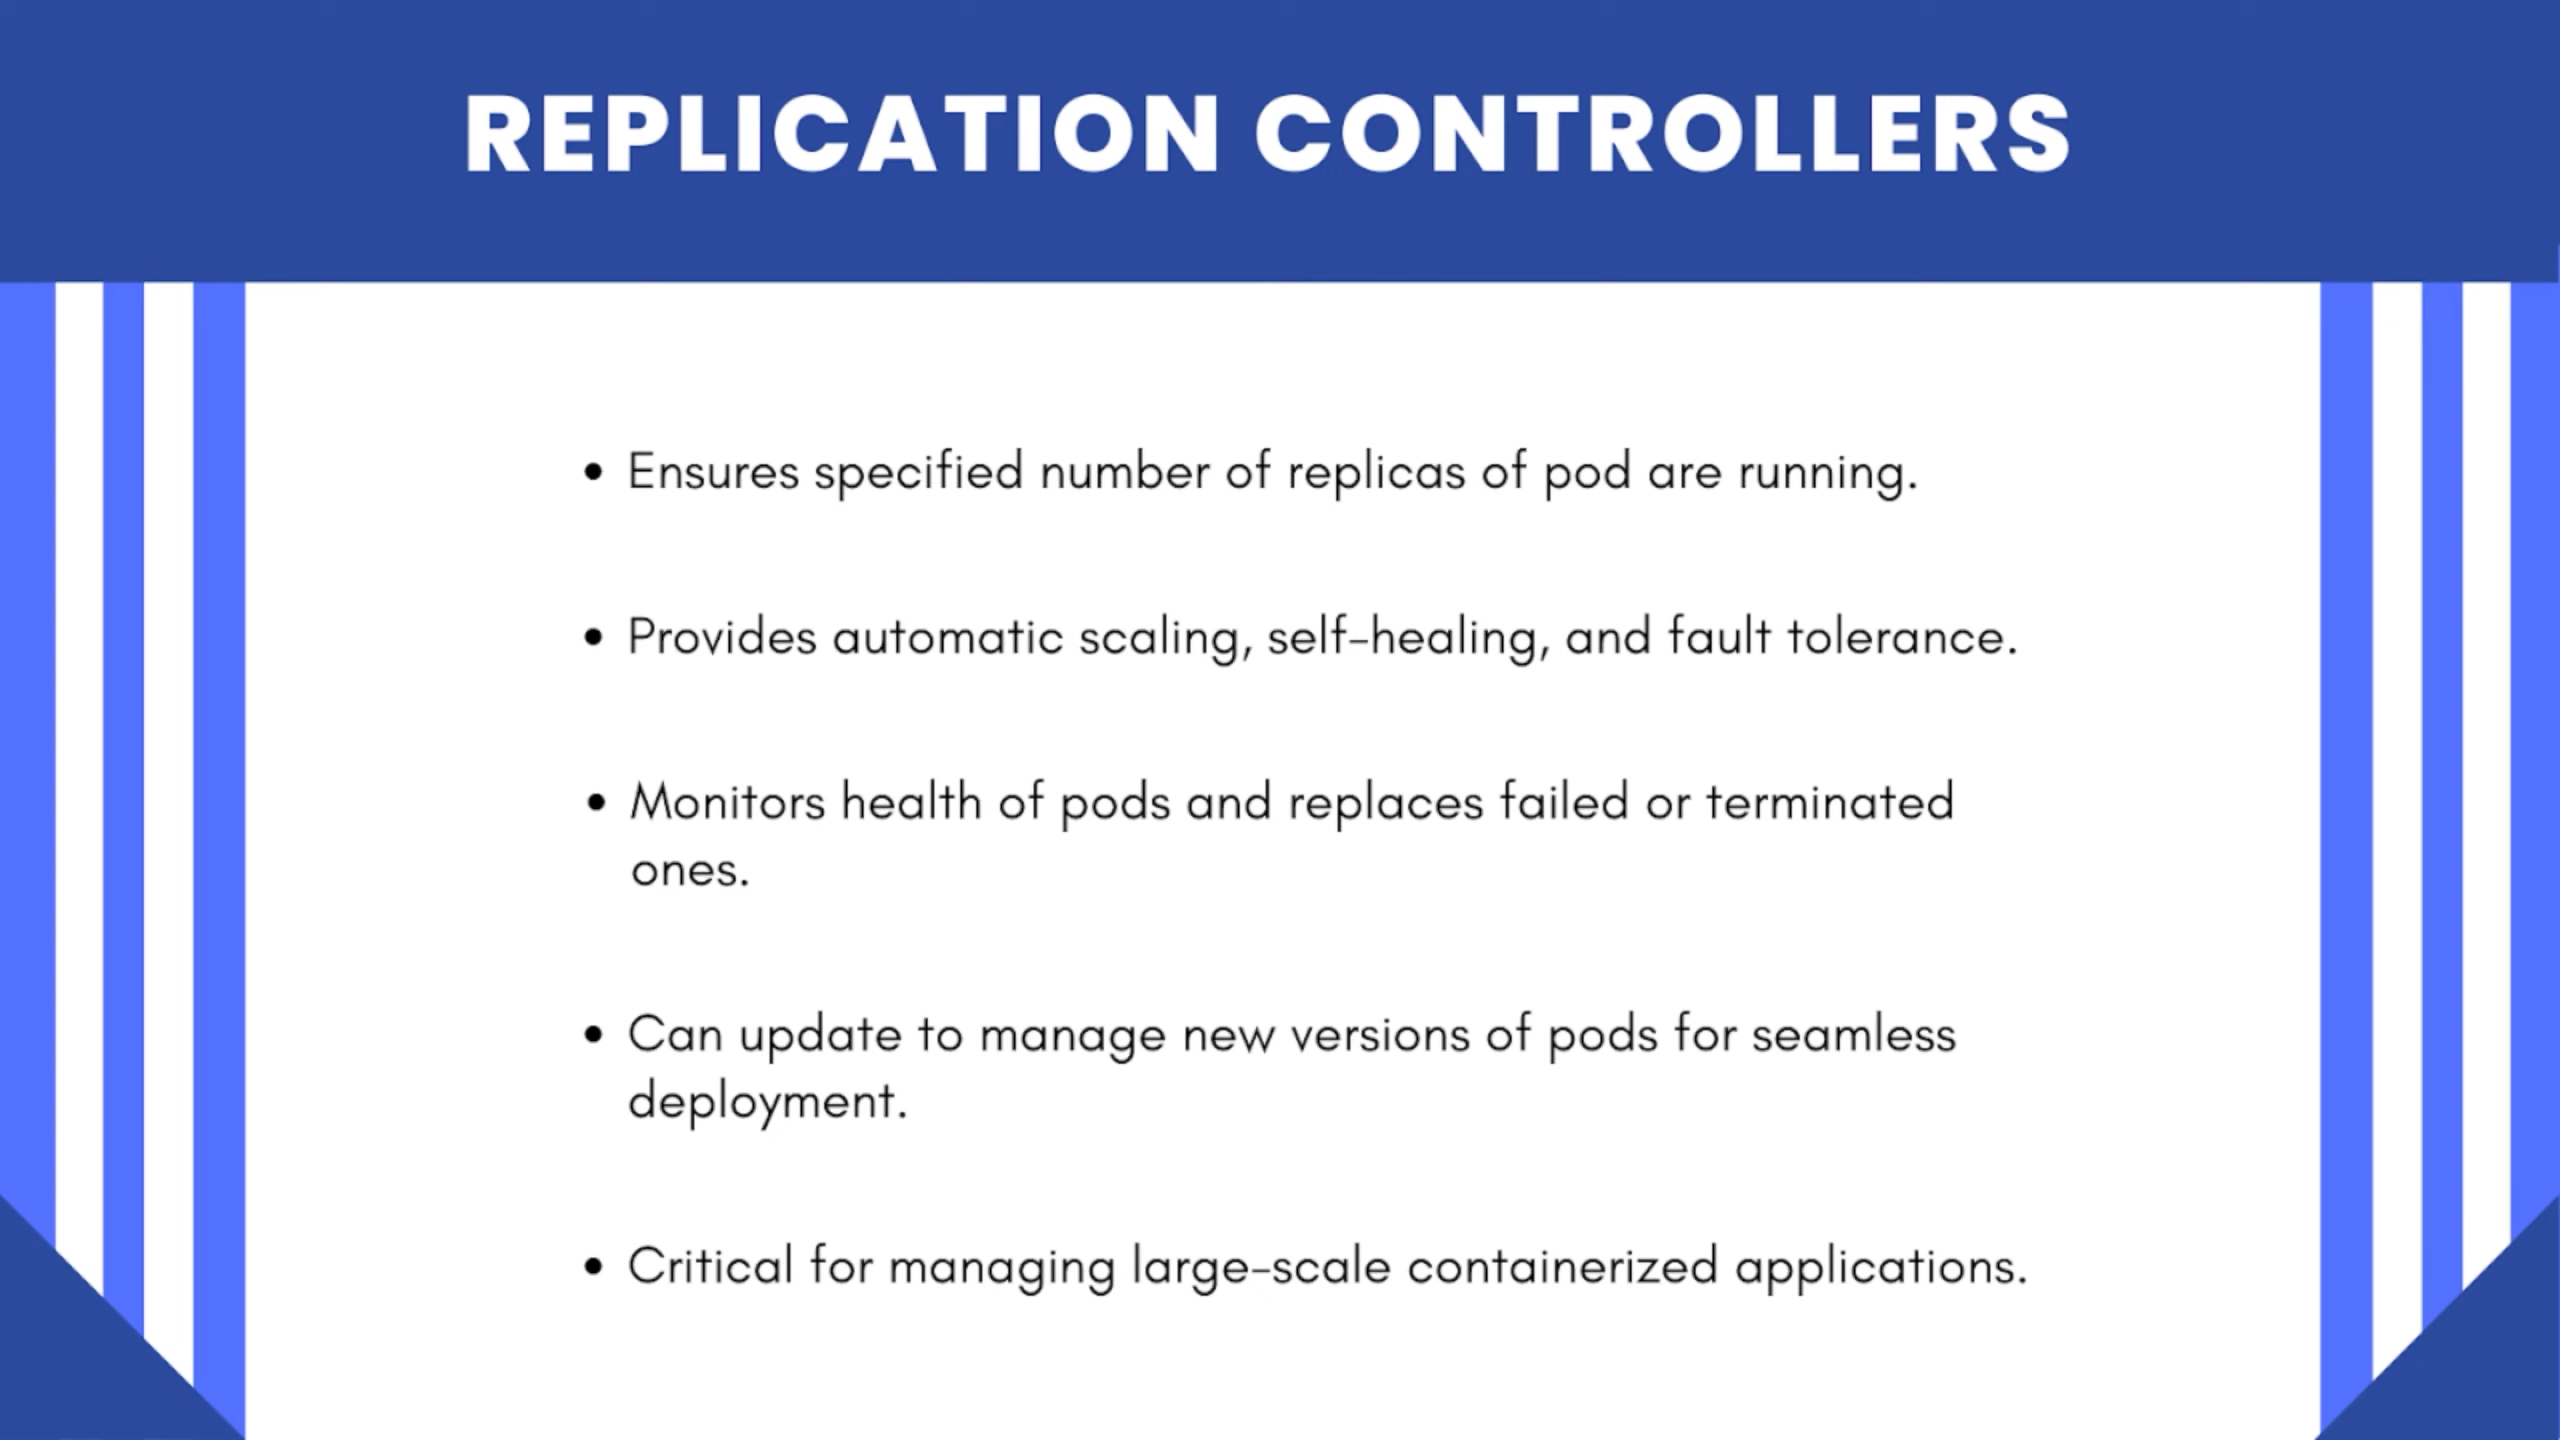 REPLICATION CONTROLLERS
• Ensures specified number of replicas of pod are running.
• Provides automatic scaling, self-healing, and fault tolerance.
• Monitors health of pods and replaces failed or terminated
ones.
• Can update to manage new versions of pods for seamless
deployment.
• Critical for managing large-scale containerized applications.